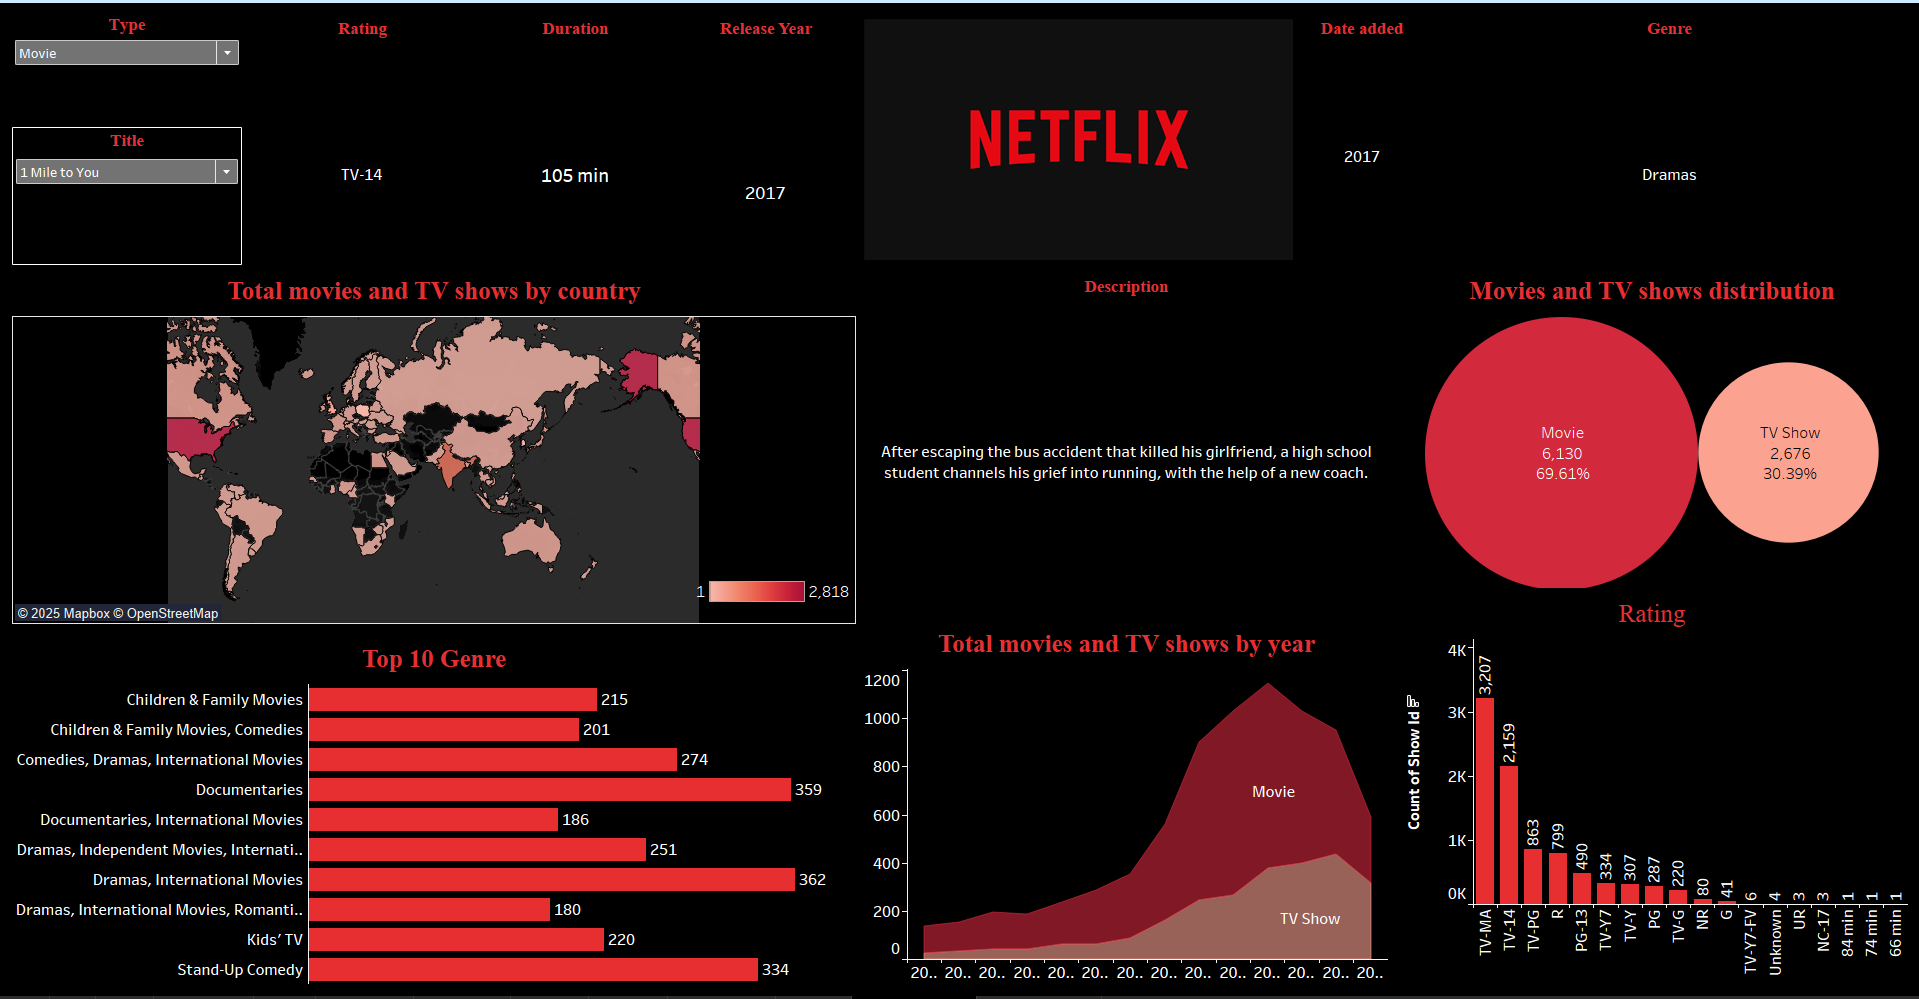 Type
Movie
Rating
Duration
Release Year
Date added
Genre
Title
1 Mile to You
TV-14
105 min
2017
NETFLIX
2017
Dramas
Total movies and TV shows by country
© 2025 Mapbox © OpenStreetMap
1
2,818
Description
After escaping the bus accident that killed his girlfriend, a high school
student channels his grief into running, with the help of a new coach.
Movies and TV shows distribution
Movie
6,130
69.61%
TV Show
2,676
30.39%
Top 10 Genre
Children & Family Movies 215
Children & Family Movies, Comedies 201
Comedies, Dramas, International Movies 274
Documentaries 359
Documentaries, International Movies 186
Dramas, Independent Movies, Internati.. 251
Dramas, International Movies 362
Dramas, International Movies, Romanti.. 180
Kids’ TV 220
Stand-Up Comedy 334
Total movies and TV shows by year
1200
1000
800
600
400
200
0
Movie
TV Show
20.. 20.. 20.. 20.. 20.. 20.. 20.. 20.. 20.. 20.. 20.. 20.. 20.. 20..
Rating
Count of Show Id
4K
3K
2K
1K
0K
3,207
2,159
863
799
490
334
307
287
220
80
41
6
4
3
3
1
1
1
TV-MA
TV-14
TV-PG
R
PG-13
TV-Y7
TV-Y
PG
TV-G
NR
G
TV-Y7-FV
Unknown
UR
NC-17
84 min
74 min
66 min